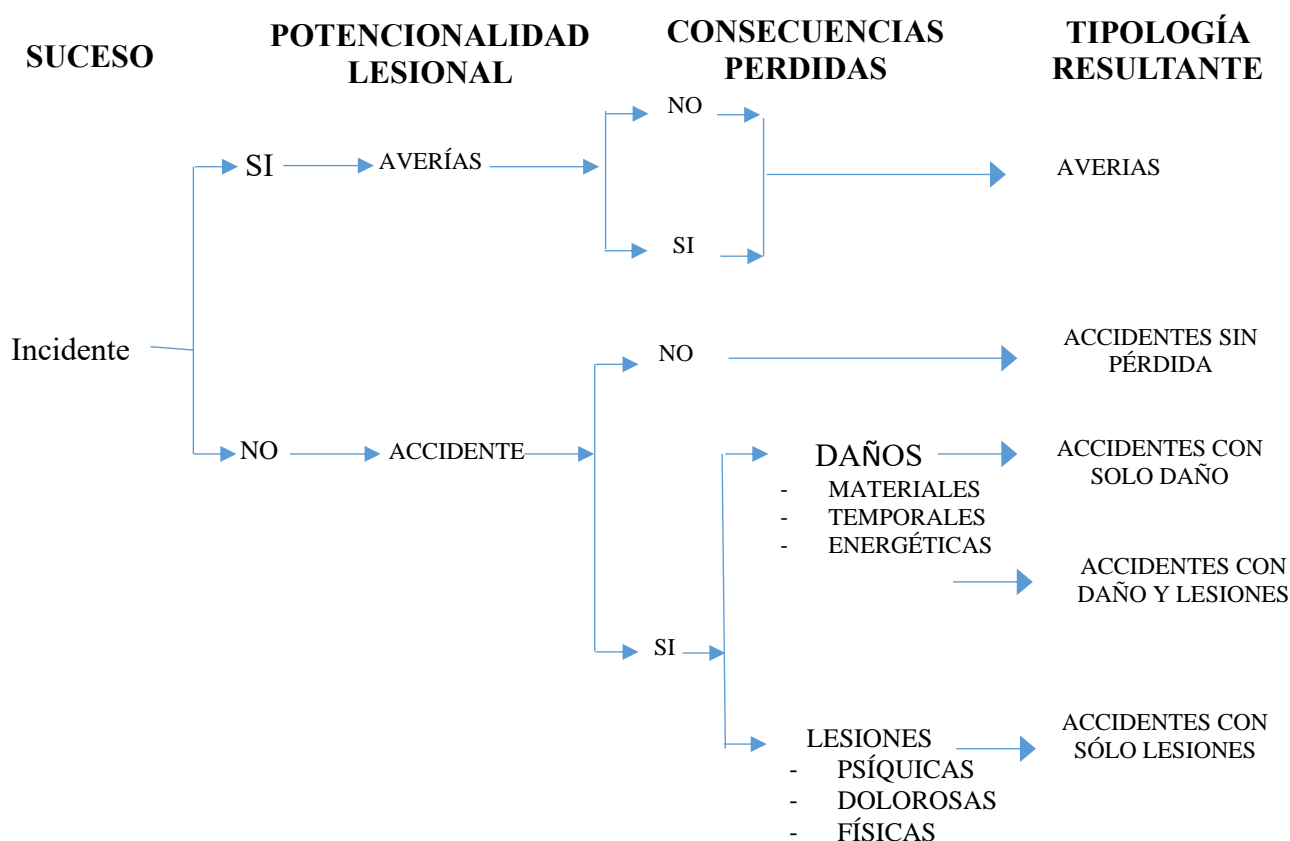 SUCESO
POTENCIONALIDAD
LESIONAL
CONSECUENCIAS
PERDIDAS
TIPOLOGÍA
RESULTANTE
NO
SI
AVERÍAS
AVERIAS
SI
Incidente
NO
ACCIDENTES SIN
PÉRDIDA
NO
ACCIDENTE
DAÑOS
- MATERIALES
- TEMPORALES
- ENERGÉTICAS
ACCIDENTES CON
SOLO DAÑO
ACCIDENTES CON
DAÑO Y LESIONES
SI
LESIONES
- PSÍQUICAS
- DOLOROSAS
- FÍSICAS
ACCIDENTES CON
SÓLO LESIONES